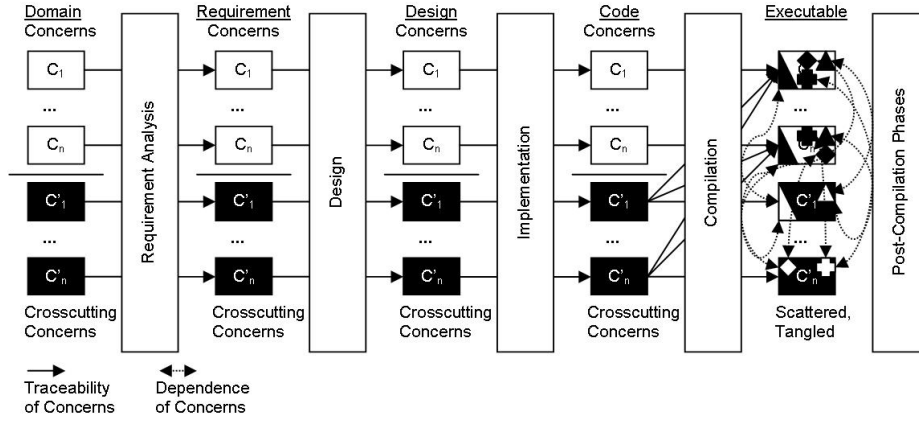 Domain Requirement Design Code Executable
Concerns Concerns Concerns Concerns
C1 C1 C1 C1
... ... ... ... ...
Cn Cn Cn Cn Cn
C'1 C'1 C'1 C'1 C'1
... ... ... ... ...
C'n C'n C'n C'n C'n
Crosscutting Crosscutting Crosscutting Crosscutting Scattered,
Concerns Concerns Concerns Concerns Tangled
Requirement Analysis
Design
Implementation
Compilation
Post-Compilation Phases
Traceability Dependence
of Concerns of Concerns